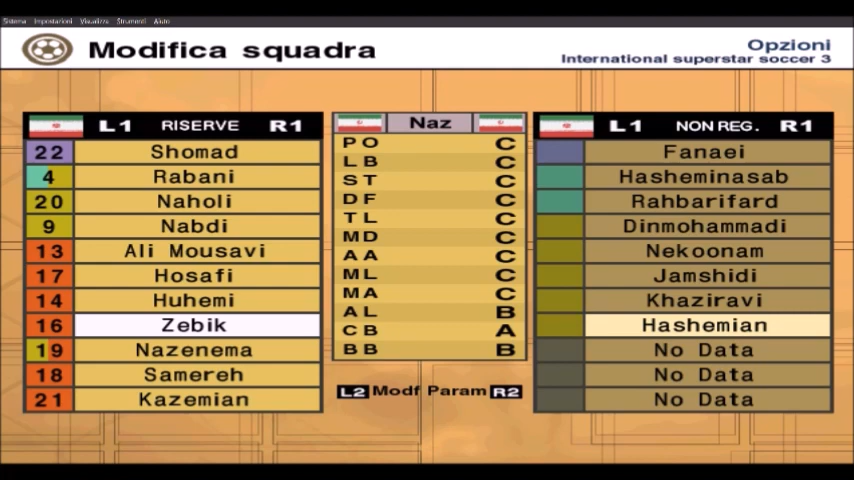 Sistema Impostazioni Visualizza Strumenti Aiuto
Modifica squadra
Opzioni
International superstar soccer 3
L1 RISERVE R1
22 Shomad
4 Rabani
20 Naholi
9 Nabdi
13 Ali Mousavi
17 Hosafi
14 Huhemi
16 Zebik
19 Nazenema
18 Samereh
21 Kazemian
Naz
PO C
LB C
ST C
DF C
TL C
MD C
AA C
ML C
MA C
AL B
CB A
BB B
L2 Modf Param R2
L1 NON REG. R1
Fanaei
Hasheminasab
Rahbarifard
Dinmohammadi
Nekoonam
Jamshidi
Khaziravi
Hashemian
No Data
No Data
No Data